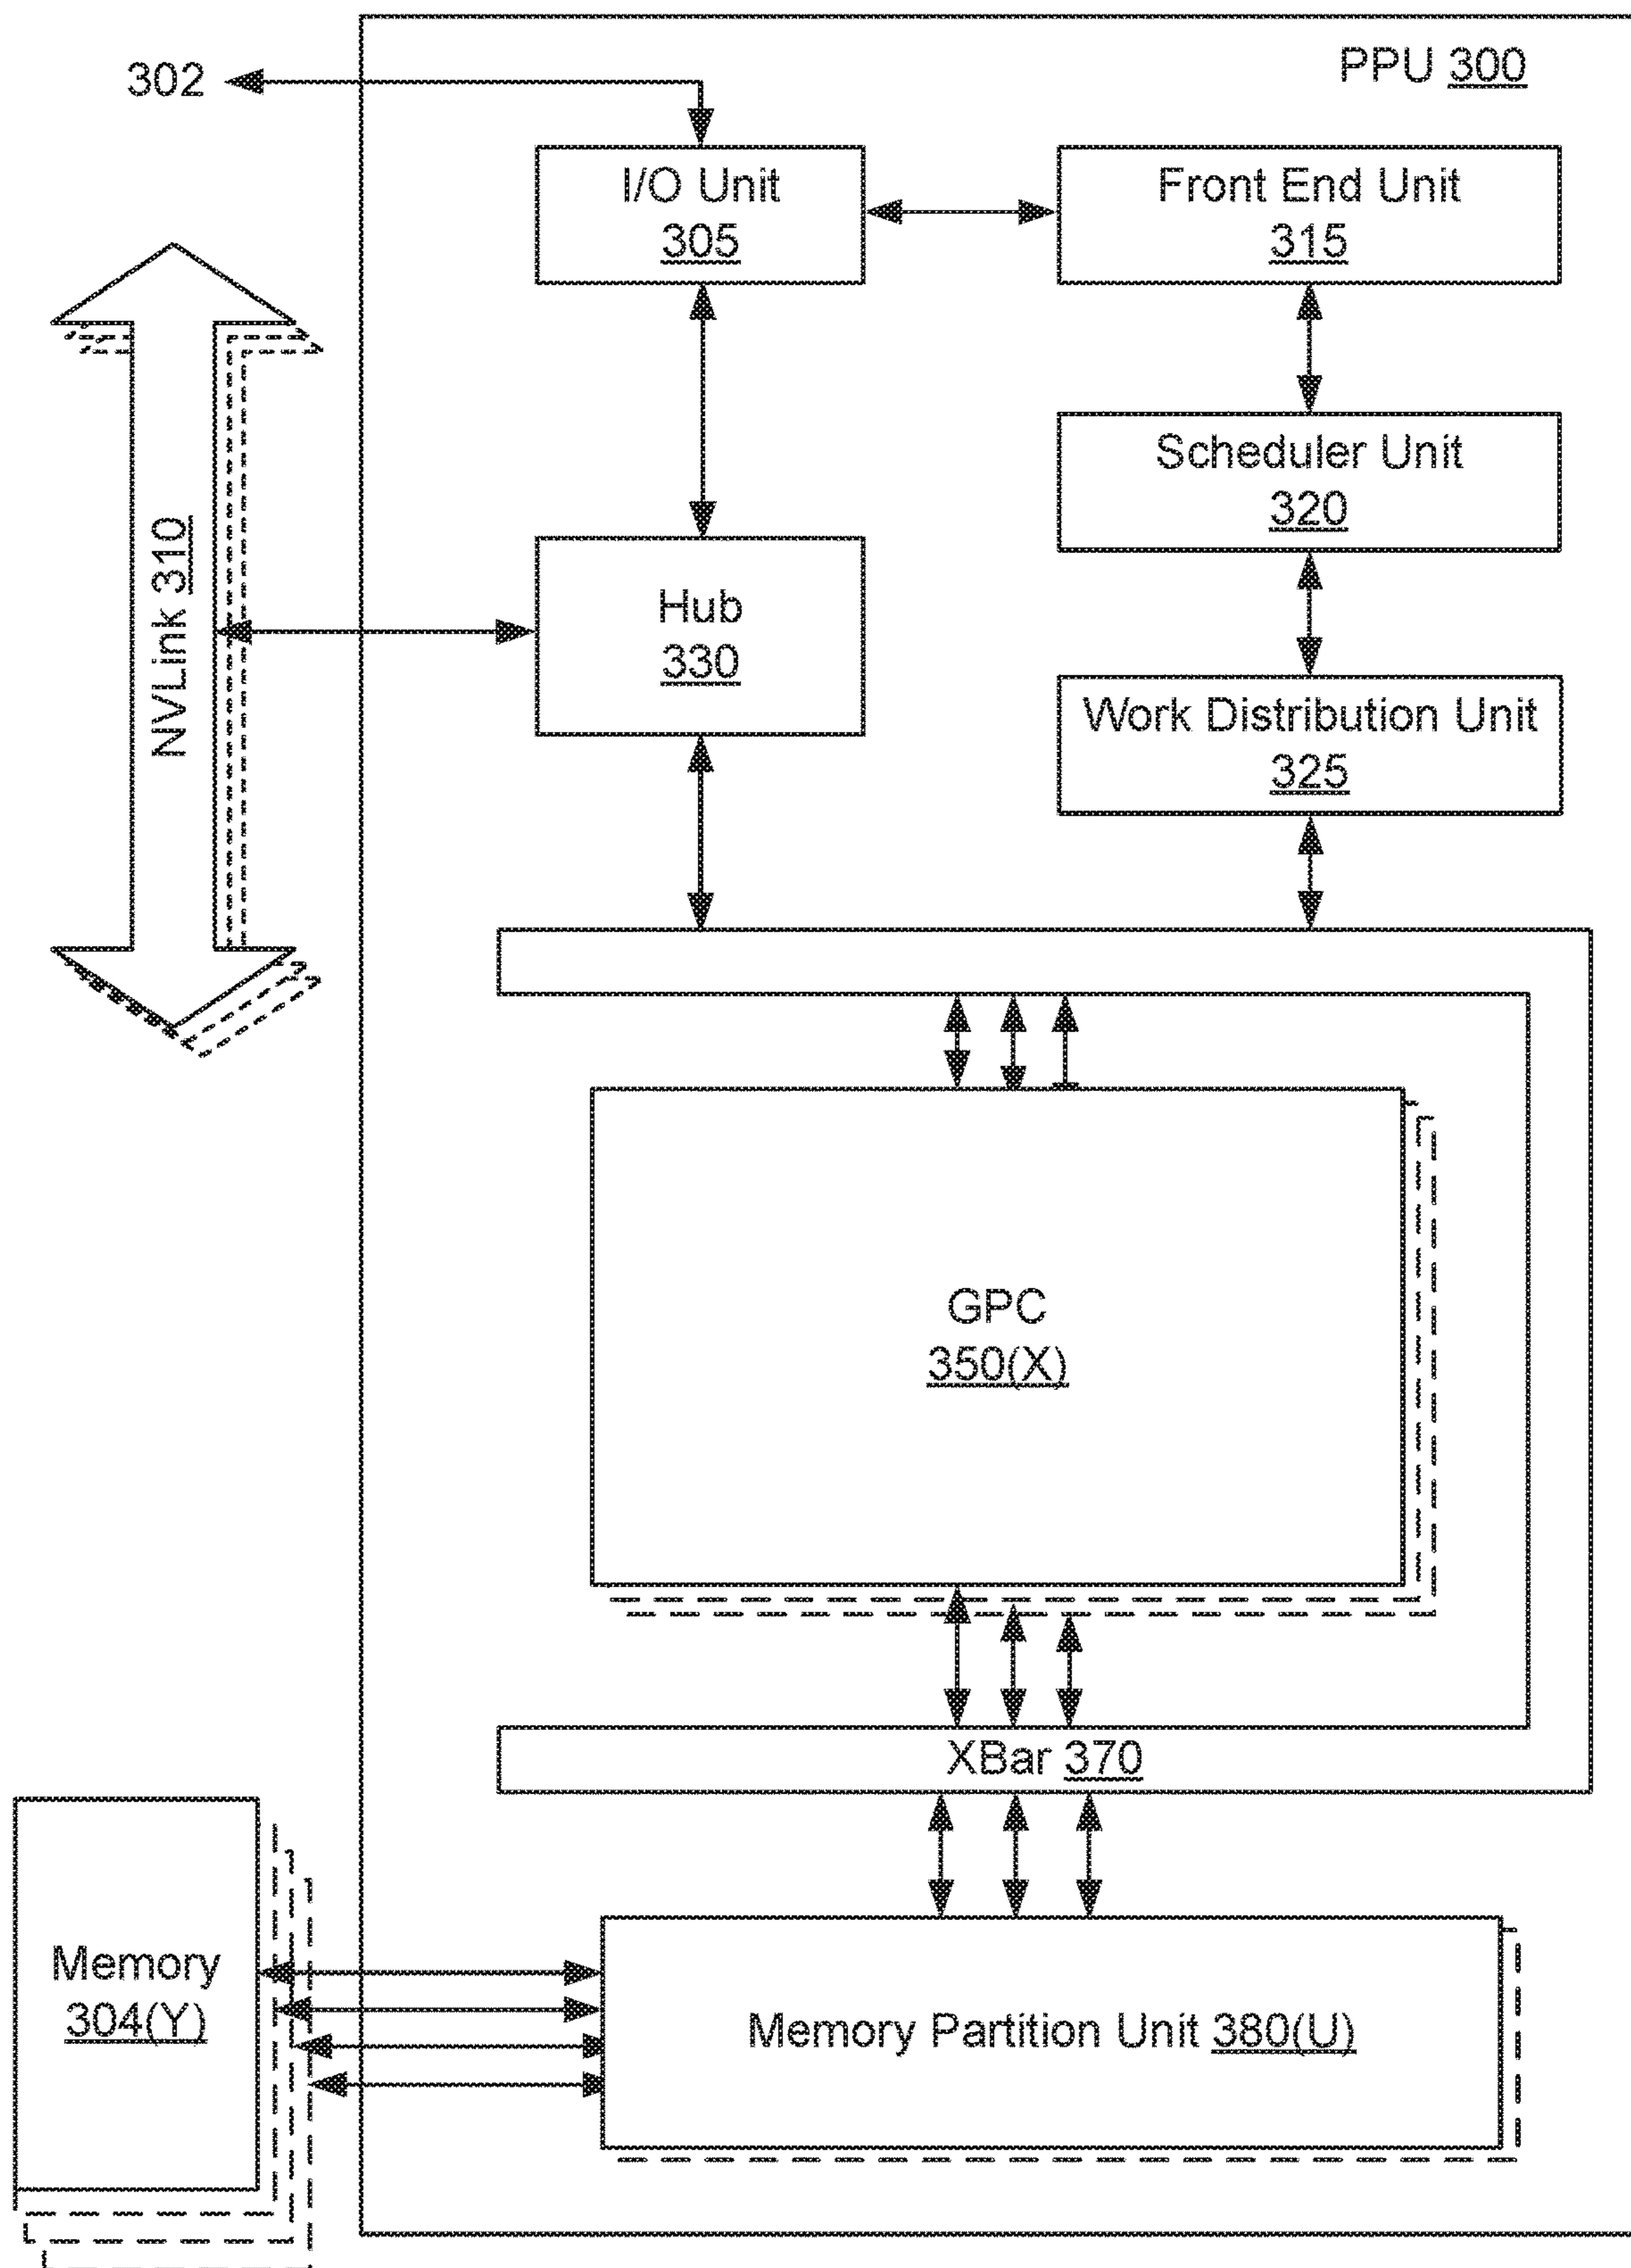 PPU 300
302
I/O Unit
305
Front End Unit
315
Scheduler Unit
320
NVLink 310
Hub
330
Work Distribution Unit
325
GPC
350(X)
XBar 370
Memory
304(Y)
Memory Partition Unit 380(U)